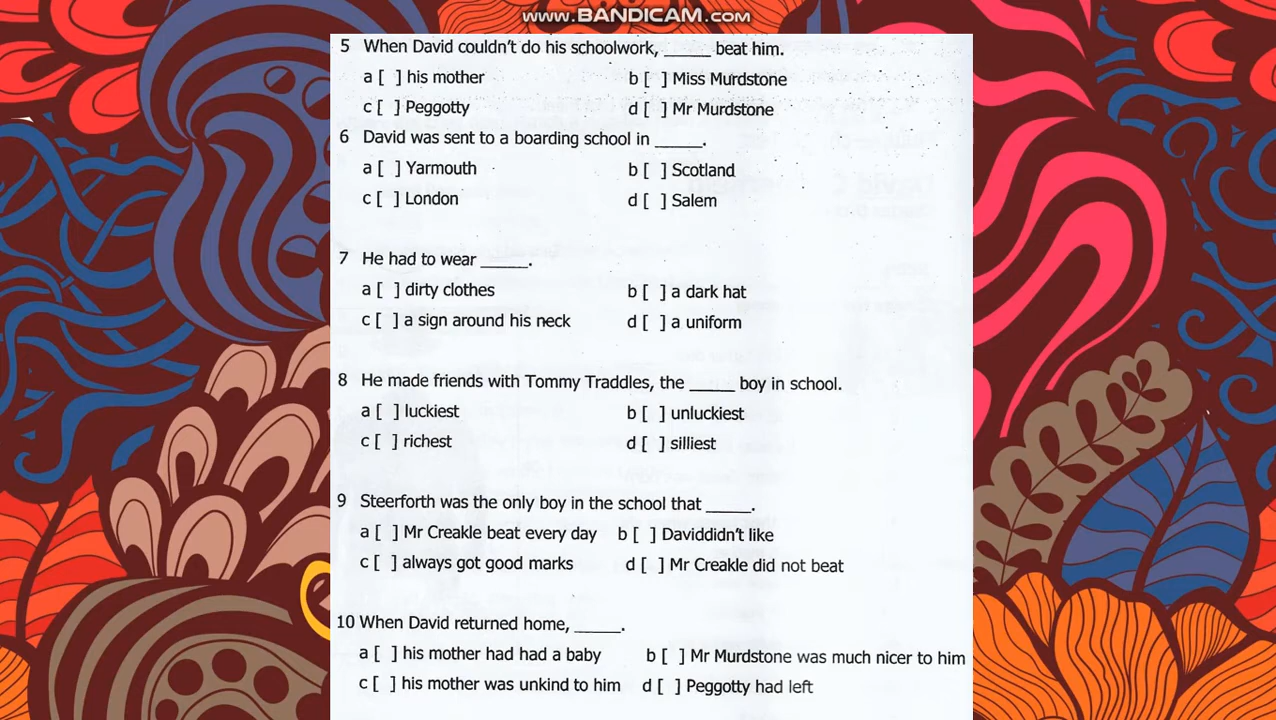 www.BANDICAM.com
5 When David couldn't do his schoolwork, _____ beat him.
a [ ] his mother b [ ] Miss Murdstone
c [ ] Peggotty d [ ] Mr Murdstone
6 David was sent to a boarding school in _____.
a [ ] Yarmouth b [ ] Scotland
c [ ] London d [ ] Salem
7 He had to wear _____.
a [ ] dirty clothes b [ ] a dark hat
c [ ] a sign around his neck d [ ] a uniform
8 He made friends with Tommy Traddles, the _____ boy in school.
a [ ] luckiest b [ ] unluckiest
c [ ] richest d [ ] silliest
9 Steerforth was the only boy in the school that _____.
a [ ] Mr Creakle beat every day b [ ] Daviddidn't like
c [ ] always got good marks d [ ] Mr Creakle did not beat
10 When David returned home, _____.
a [ ] his mother had had a baby b [ ] Mr Murdstone was much nicer to him
c [ ] his mother was unkind to him d [ ] Peggotty had left